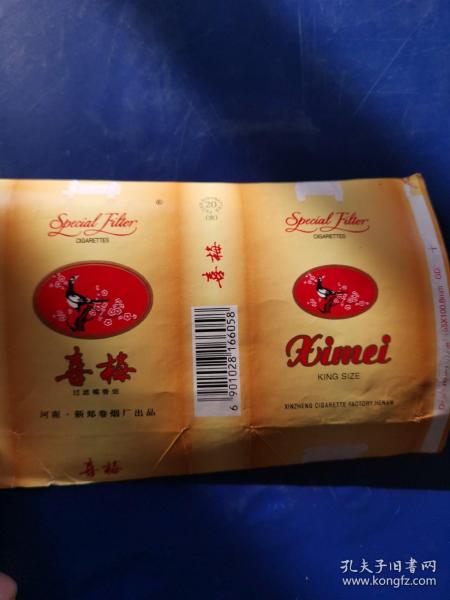 Special Filter
®
CIGARETTES
喜梅
过滤嘴香烟
河南·新郑卷烟厂出品
喜梅
20
喜梅
6 901028 166058
Special Filter
CIGARETTES
Ximei
KING SIZE
XINZHENG CIGARETTE FACTORY.HENAN
孔夫子旧书网
www.kongfz.com